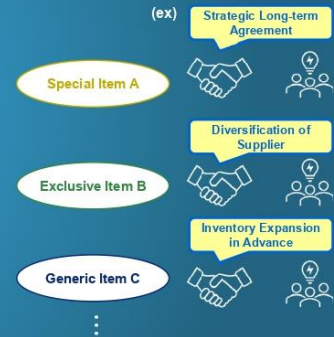 (ex)
Strategic Long-term
Agreement
Special Item A
Diversification of
Supplier
Exclusive Item B
Inventory Expansion
in Advance
Generic Item C